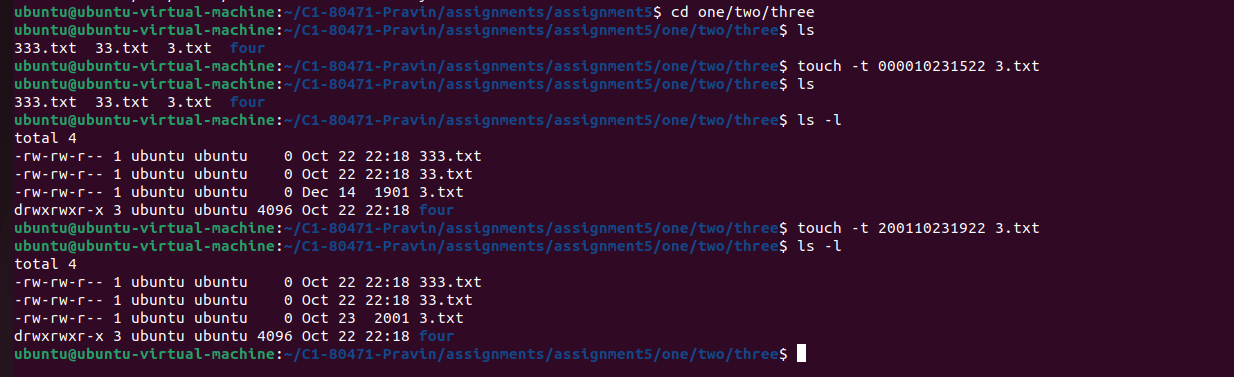 ubuntu@ubuntu-virtual-machine:~/C1-80471-Pravin/assignments/assignment5$ cd one/two/three
ubuntu@ubuntu-virtual-machine:~/C1-80471-Pravin/assignments/assignment5/one/two/three$ ls
333.txt  33.txt  3.txt  four
ubuntu@ubuntu-virtual-machine:~/C1-80471-Pravin/assignments/assignment5/one/two/three$ touch -t 000010231522 3.txt
ubuntu@ubuntu-virtual-machine:~/C1-80471-Pravin/assignments/assignment5/one/two/three$ ls
333.txt  33.txt  3.txt  four
ubuntu@ubuntu-virtual-machine:~/C1-80471-Pravin/assignments/assignment5/one/two/three$ ls -l
total 4
-rw-rw-r-- 1 ubuntu ubuntu    0 Oct 22 22:18 333.txt
-rw-rw-r-- 1 ubuntu ubuntu    0 Oct 22 22:18 33.txt
-rw-rw-r-- 1 ubuntu ubuntu    0 Dec 14  1901 3.txt
drwxrwxr-x 3 ubuntu ubuntu 4096 Oct 22 22:18 four
ubuntu@ubuntu-virtual-machine:~/C1-80471-Pravin/assignments/assignment5/one/two/three$ touch -t 200110231922 3.txt
ubuntu@ubuntu-virtual-machine:~/C1-80471-Pravin/assignments/assignment5/one/two/three$ ls -l
total 4
-rw-rw-r-- 1 ubuntu ubuntu    0 Oct 22 22:18 333.txt
-rw-rw-r-- 1 ubuntu ubuntu    0 Oct 22 22:18 33.txt
-rw-rw-r-- 1 ubuntu ubuntu    0 Oct 23  2001 3.txt
drwxrwxr-x 3 ubuntu ubuntu 4096 Oct 22 22:18 four
ubuntu@ubuntu-virtual-machine:~/C1-80471-Pravin/assignments/assignment5/one/two/three$